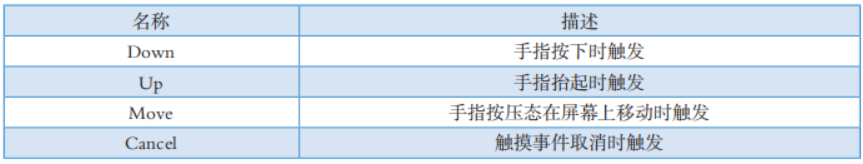 名称 描述
Down 手指按下时触发
Up 手指抬起时触发
Move 手指按压态在屏幕上移动时触发
Cancel 触摸事件取消时触发